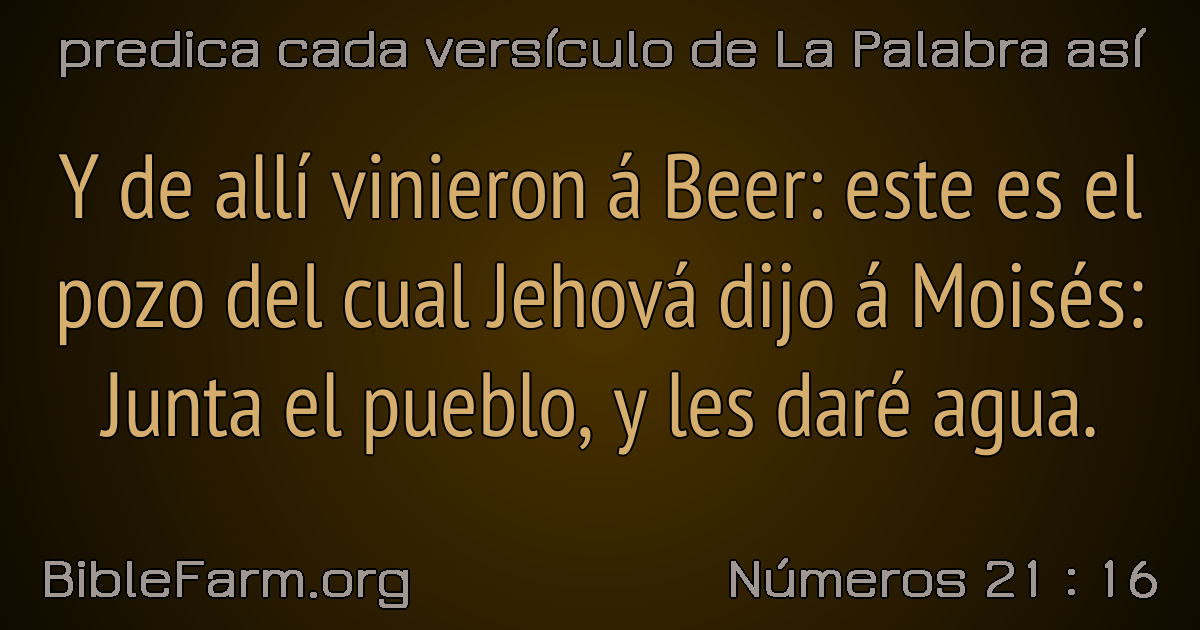 predica cada versículo de La Palabra así
Y de allí vinieron á Beer: este es el
pozo del cual Jehová dijo á Moisés:
Junta el pueblo, y les daré agua.
BibleFarm.org
Números 21 : 16